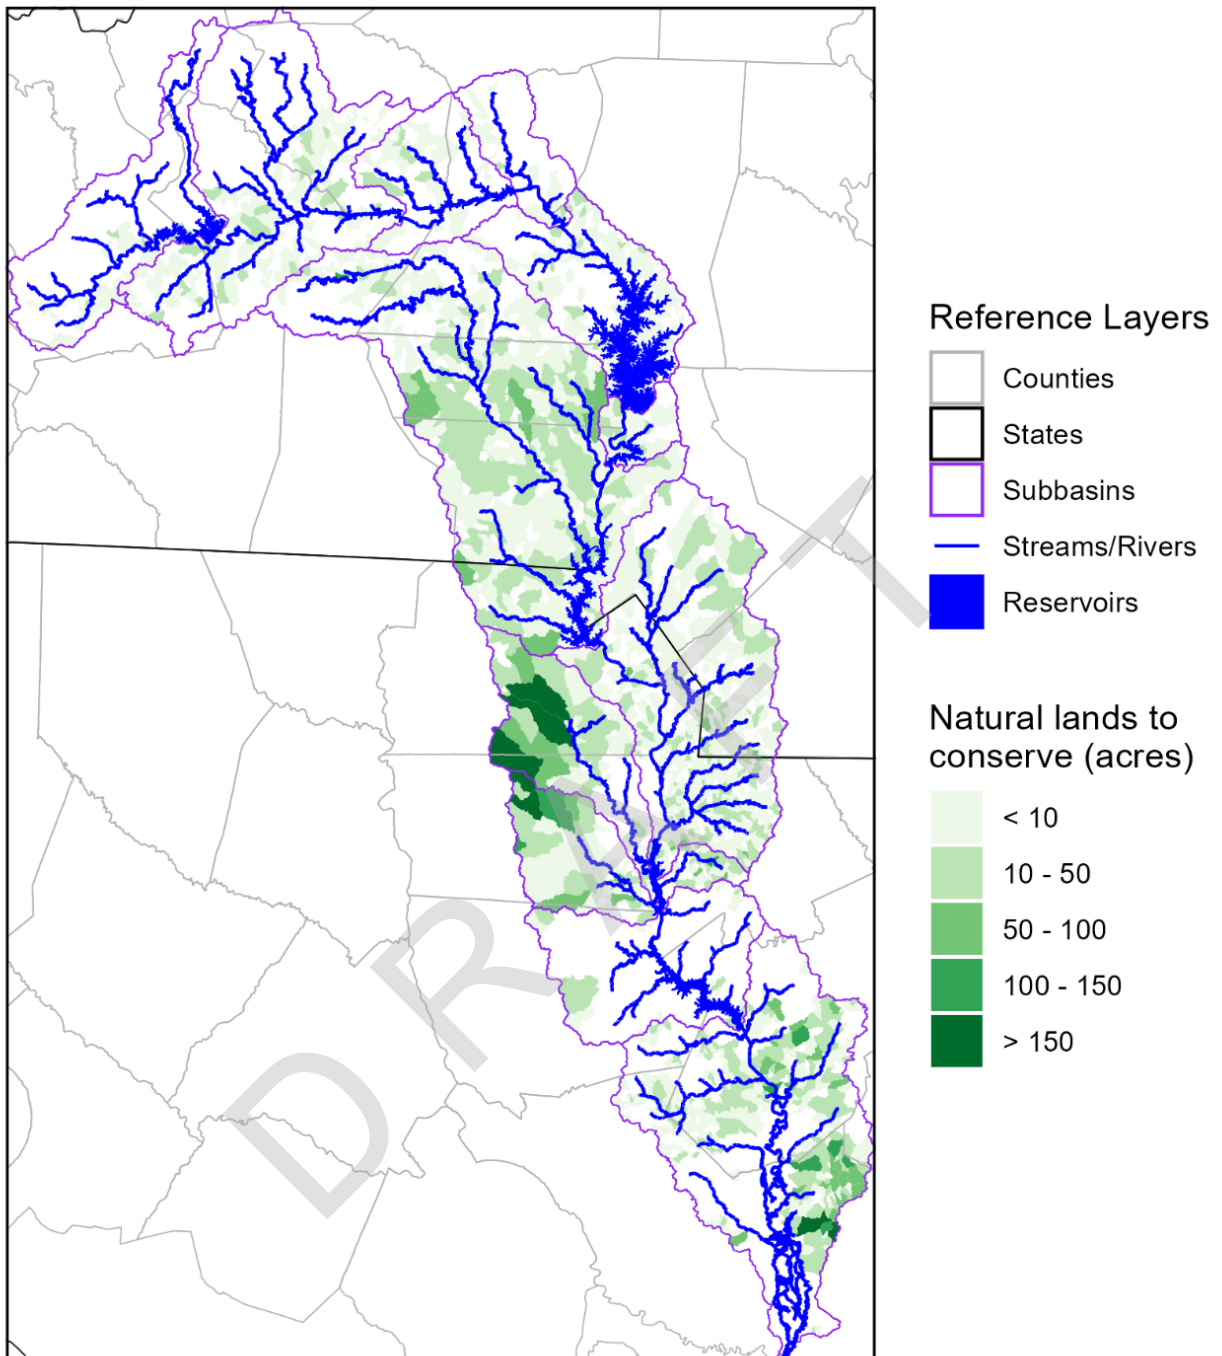 Reference Layers
Counties
States
Subbasins
Streams/Rivers
Reservoirs
Natural lands to
conserve (acres)
< 10
10 - 50
50 - 100
100 - 150
> 150
DRAFT